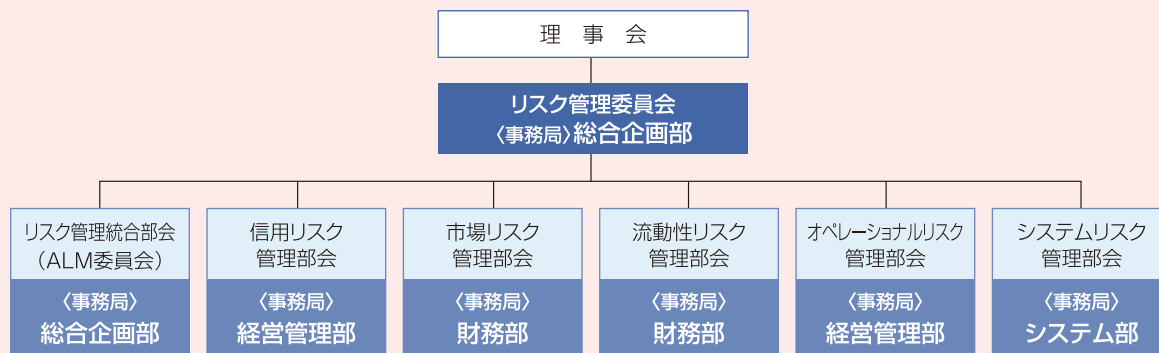 理事会
リスク管理委員会
〈事務局〉総合企画部
リスク管理統合部会
（ALM委員会）
〈事務局〉
総合企画部
信用リスク
管理部会
〈事務局〉
経営管理部
市場リスク
管理部会
〈事務局〉
財務部
流動性リスク
管理部会
〈事務局〉
財務部
オペレーショナルリスク
管理部会
〈事務局〉
経営管理部
システムリスク
管理部会
〈事務局〉
システム部